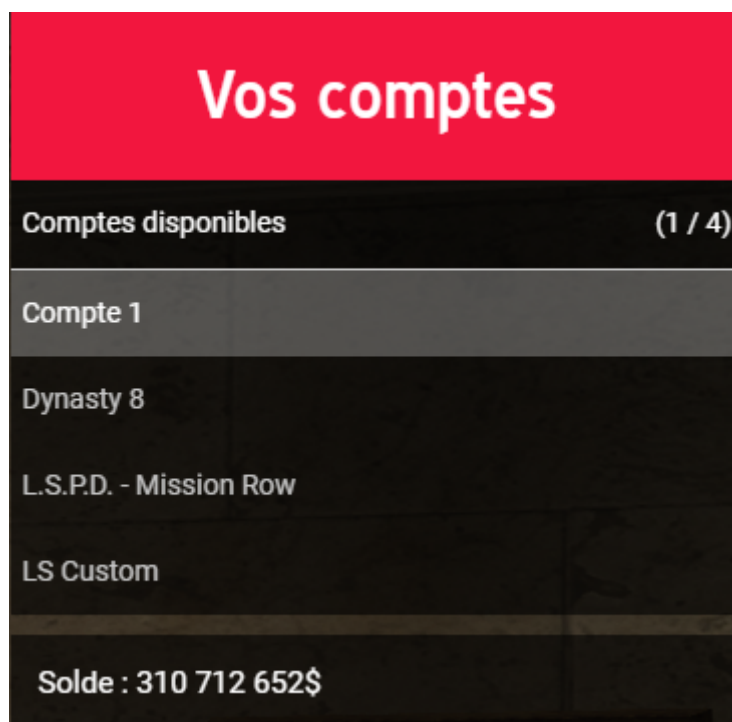 Vos comptes
Comptes disponibles (1 / 4)
Compte 1
Dynasty 8
L.S.P.D. - Mission Row
LS Custom
Solde : 310 712 652$